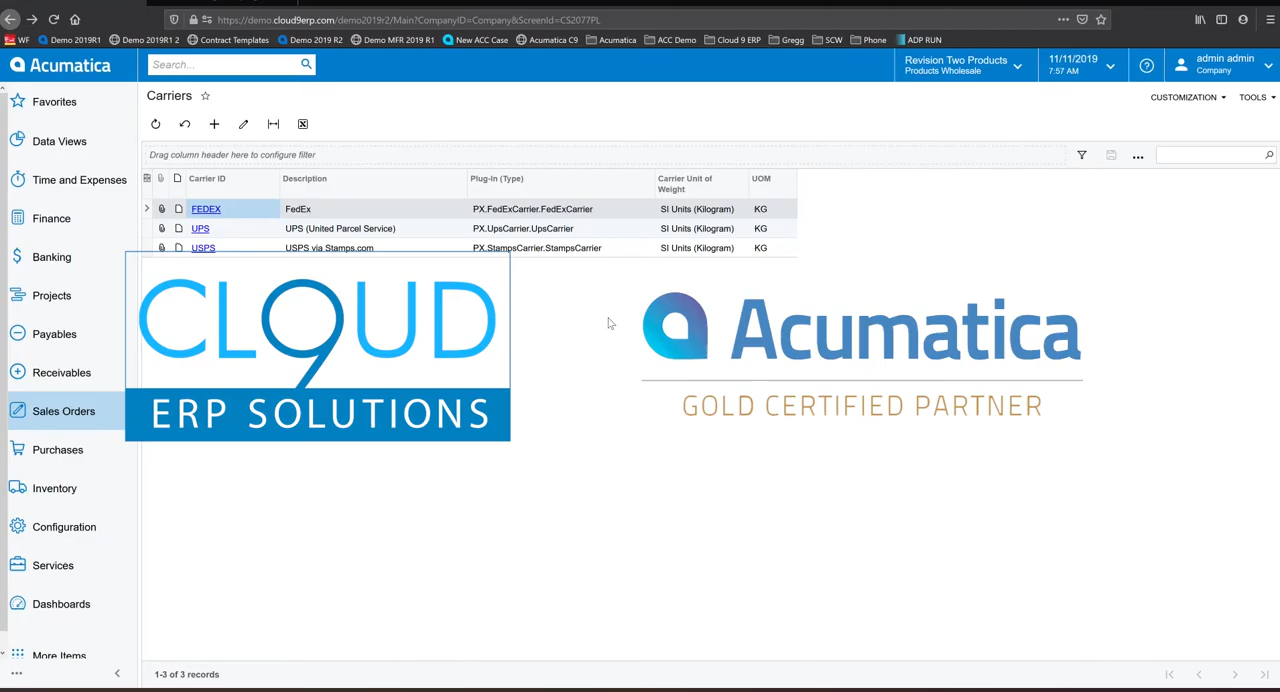 https://demo.cloud9erp.com/demo2019r2/Main?CompanyID=Company&ScreenId=CS2077PL
WF Demo 2019R1 Demo 2019R1 2 Contract Templates Demo 2019 R2 Demo MFR 2019 R1 New ACC Case Acumatica C9 Acumatica ACC Demo Cloud 9 ERP Gregg SCW Phone ADP RUN
Acumatica
Search...
Revision Two Products
Products Wholesale
11/11/2019
7:57 AM
admin admin
Company
Favorites
Data Views
Time and Expenses
Finance
Banking
Projects
Payables
Receivables
Sales Orders
Purchases
Inventory
Configuration
Services
Dashboards
More Items
Carriers
CUSTOMIZATION TOOLS
Drag column header here to configure filter
Carrier ID Description Plug-In (Type) Carrier Unit of Weight UOM
FEDEX FedEx PX.FedExCarrier.FedExCarrier SI Units (Kilogram) KG
UPS UPS (United Parcel Service) PX.UpsCarrier.UpsCarrier SI Units (Kilogram) KG
USPS USPS via Stamps.com PX.StampsCarrier.StampsCarrier SI Units (Kilogram) KG
CL9UD
ERP SOLUTIONS
Acumatica
GOLD CERTIFIED PARTNER
1-3 of 3 records